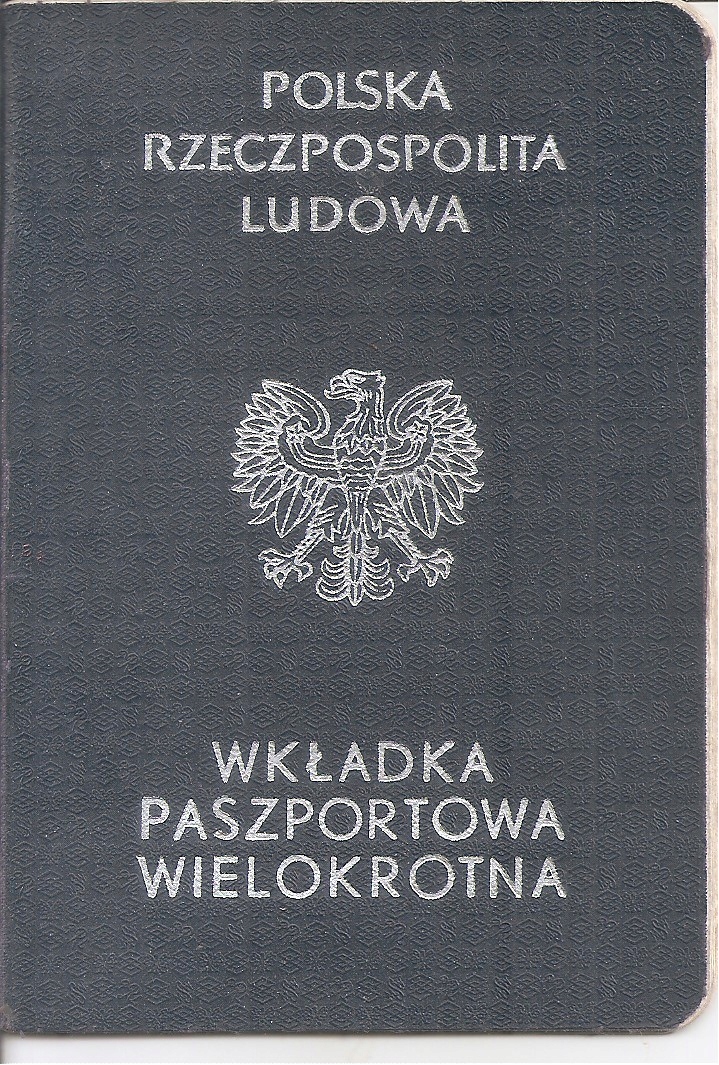 POLSKA
RZECZPOSPOLITA
LUDOWA
WKŁADKA
PASZPORTOWA
WIELOKROTNA